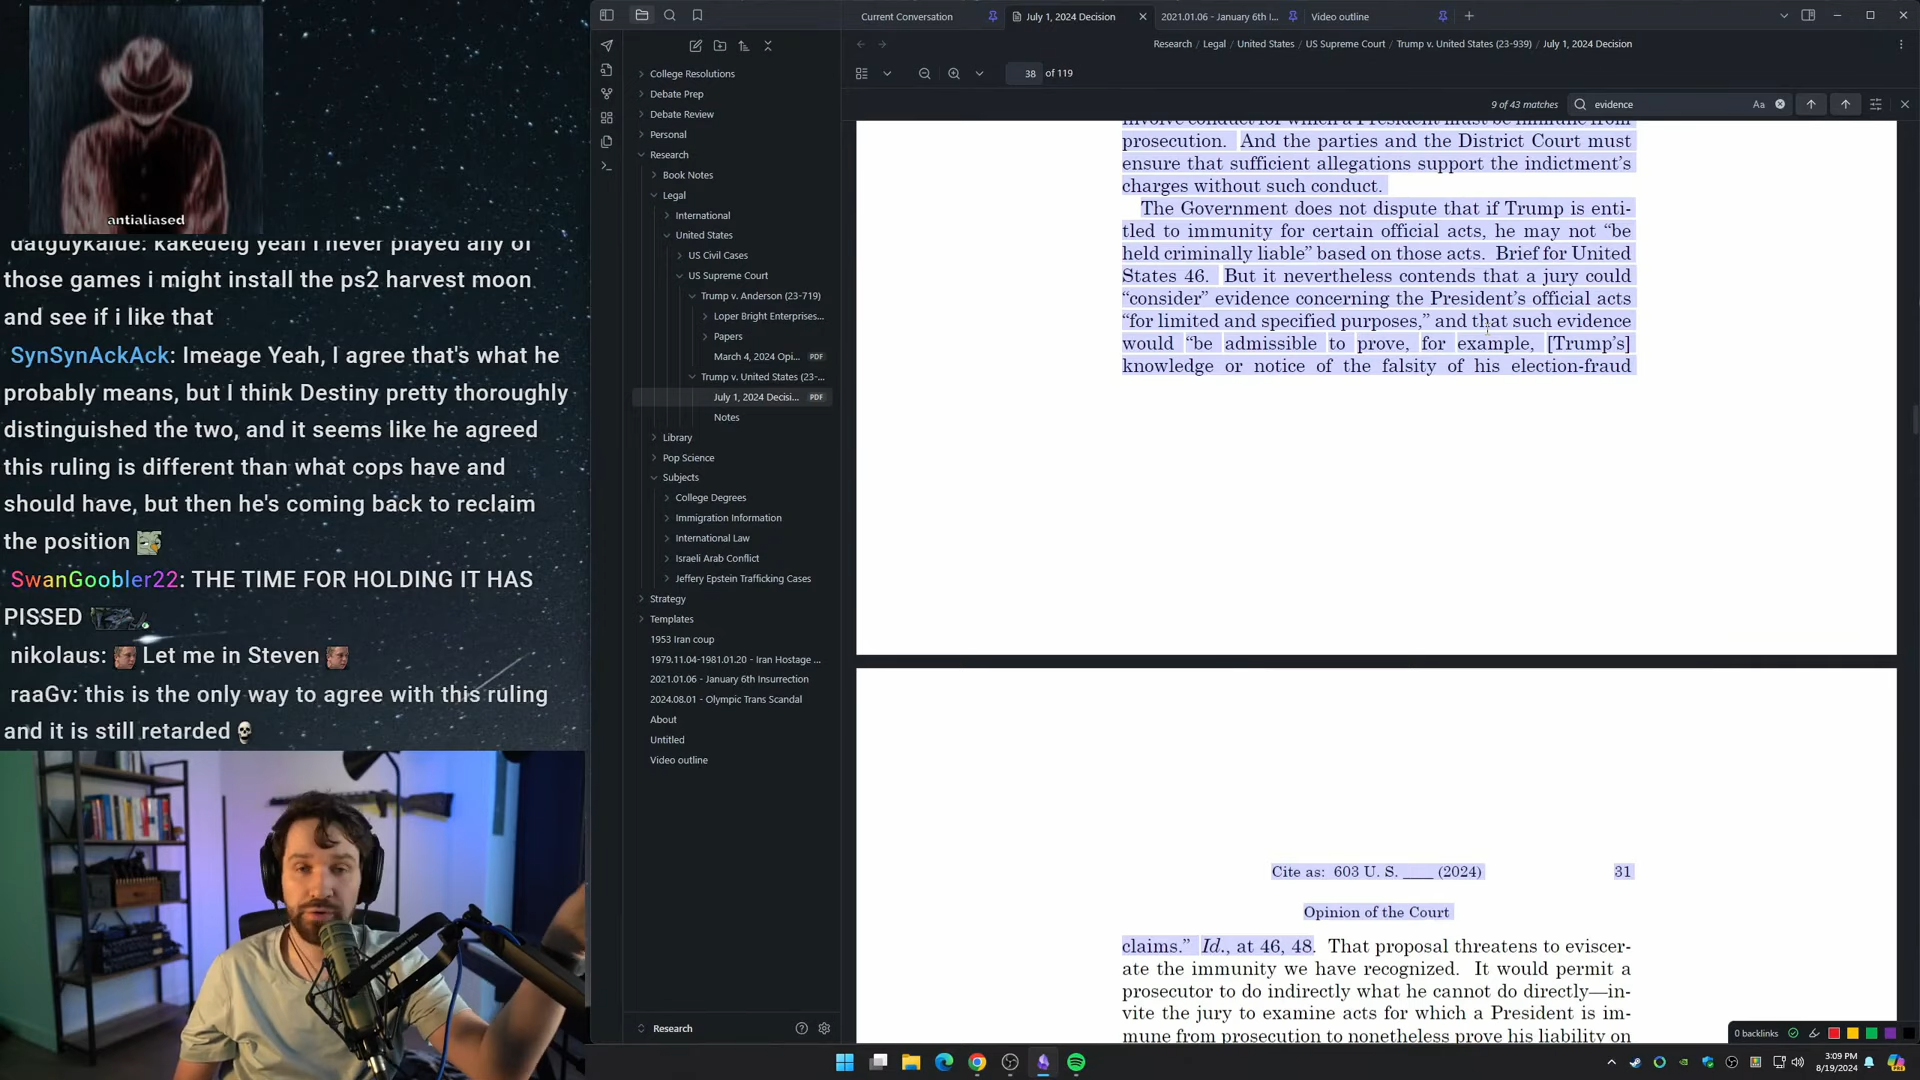 antialiased
datguykalde: kakedelg yeah i never played any of
those games i might install the ps2 harvest moon
and see if i like that
SynSynAckAck: Imeage Yeah, I agree that's what he
probably means, but I think Destiny pretty thoroughly
distinguished the two, and it seems like he agreed
this ruling is different than what cops have and
should have, but then he's coming back to reclaim
the position
SwanGoobler22: THE TIME FOR HOLDING IT HAS
PISSED
nikolaus: Let me in Steven
raaGv: this is the only way to agree with this ruling
and it is still retarded
College Resolutions
Debate Prep
Debate Review
Personal
Research
Book Notes
Legal
International
United States
US Civil Cases
US Supreme Court
Trump v. Anderson (23-719)
Loper Bright Enterprises...
Papers
March 4, 2024 Opi... PDF
Trump v. United States (23-...
July 1, 2024 Decisi... PDF
Notes
Library
Pop Science
Subjects
College Degrees
Immigration Information
International Law
Israeli Arab Conflict
Jeffery Epstein Trafficking Cases
Strategy
Templates
1953 Iran coup
1979.11.04-1981.01.20 - Iran Hostage ...
2021.01.06 - January 6th Insurrection
2024.08.01 - Olympic Trans Scandal
About
Untitled
Video outline
Research
Current Conversation
July 1, 2024 Decision
2021.01.06 - January 6th I...
Video outline
Research / Legal / United States / US Supreme Court / Trump v. United States (23-939) / July 1, 2024 Decision
38 of 119
9 of 43 matches
evidence
Aa
involve conduct for which a President must be immune from
prosecution. And the parties and the District Court must
ensure that sufficient allegations support the indictment's
charges without such conduct.
The Government does not dispute that if Trump is enti-
tled to immunity for certain official acts, he may not “be
held criminally liable” based on those acts. Brief for United
States 46. But it nevertheless contends that a jury could
“consider” evidence concerning the President's official acts
“for limited and specified purposes,” and that such evidence
would “be admissible to prove, for example, [Trump's]
knowledge or notice of the falsity of his election-fraud
Cite as: 603 U. S. ____ (2024) 31
Opinion of the Court
claims.” Id., at 46, 48. That proposal threatens to eviscer-
ate the immunity we have recognized. It would permit a
prosecutor to do indirectly what he cannot do directly—in-
vite the jury to examine acts for which a President is im-
mune from prosecution to nonetheless prove his liability on
0 backlinks
3:09 PM
8/19/2024